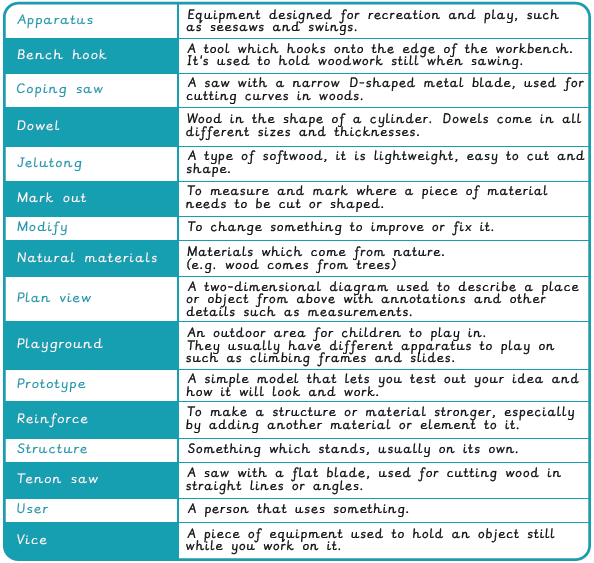 Apparatus
Equipment designed for recreation and play, such
as seesaws and swings.
Bench hook
A tool which hooks onto the edge of the workbench.
It's used to hold woodwork still when sawing.
Coping saw
A saw with a narrow D-shaped metal blade, used for
cutting curves in woods.
Dowel
Wood in the shape of a cylinder. Dowels come in all
different sizes and thicknesses.
Jelutong
A type of softwood, it is lightweight, easy to cut and
shape.
Mark out
To measure and mark where a piece of material
needs to be cut or shaped.
Modify
To change something to improve or fix it.
Natural materials
Materials which come from nature.
(e.g. wood comes from trees)
Plan view
A two-dimensional diagram used to describe a place
or object from above with annotations and other
details such as measurements.
Playground
An outdoor area for children to play in.
They usually have different apparatus to play on
such as climbing frames and slides.
Prototype
A simple model that lets you test out your idea and
how it will look and work.
Reinforce
To make a structure or material stronger, especially
by adding another material or element to it.
Structure
Something which stands, usually on its own.
Tenon saw
A saw with a flat blade, used for cutting wood in
straight lines or angles.
User
A person that uses something.
Vice
A piece of equipment used to hold an object still
while you work on it.